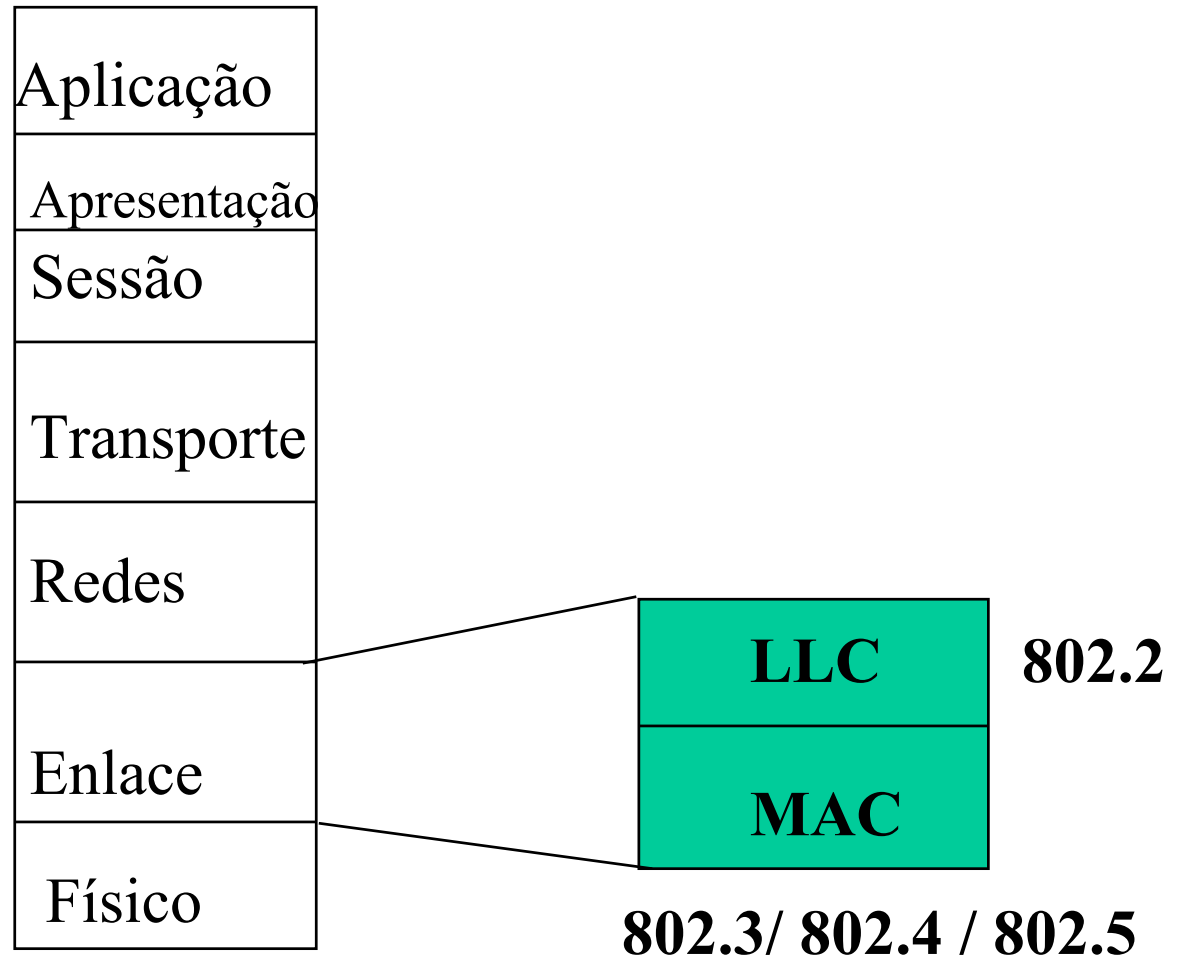 Aplicação
Apresentação
Sessão
Transporte
Redes
Enlace
Físico
LLC 802.2
MAC
802.3/ 802.4 / 802.5